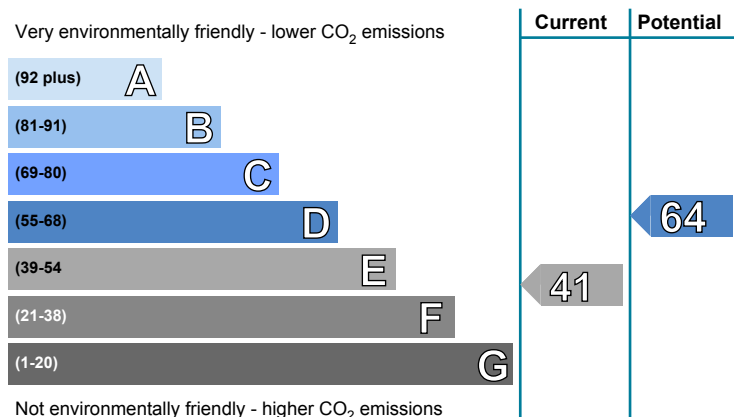 Current Potential
Very environmentally friendly - lower CO2 emissions
(92 plus) A
(81-91) B
(69-80) C
(55-68) D
64
(39-54 E
41
(21-38) F
(1-20) G
Not environmentally friendly - higher CO2 emissions